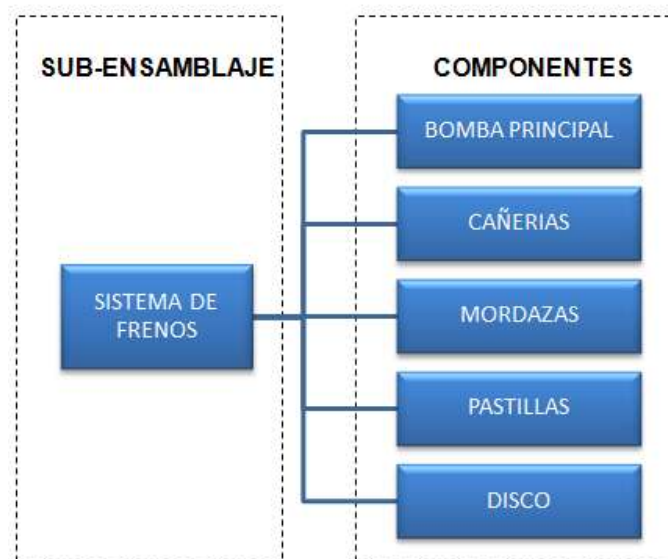 SUB-ENSAMBLAJE
SISTEMA DE
FRENOS
COMPONENTES
BOMBA PRINCIPAL
CAÑERIAS
MORDAZAS
PASTILLAS
DISCO